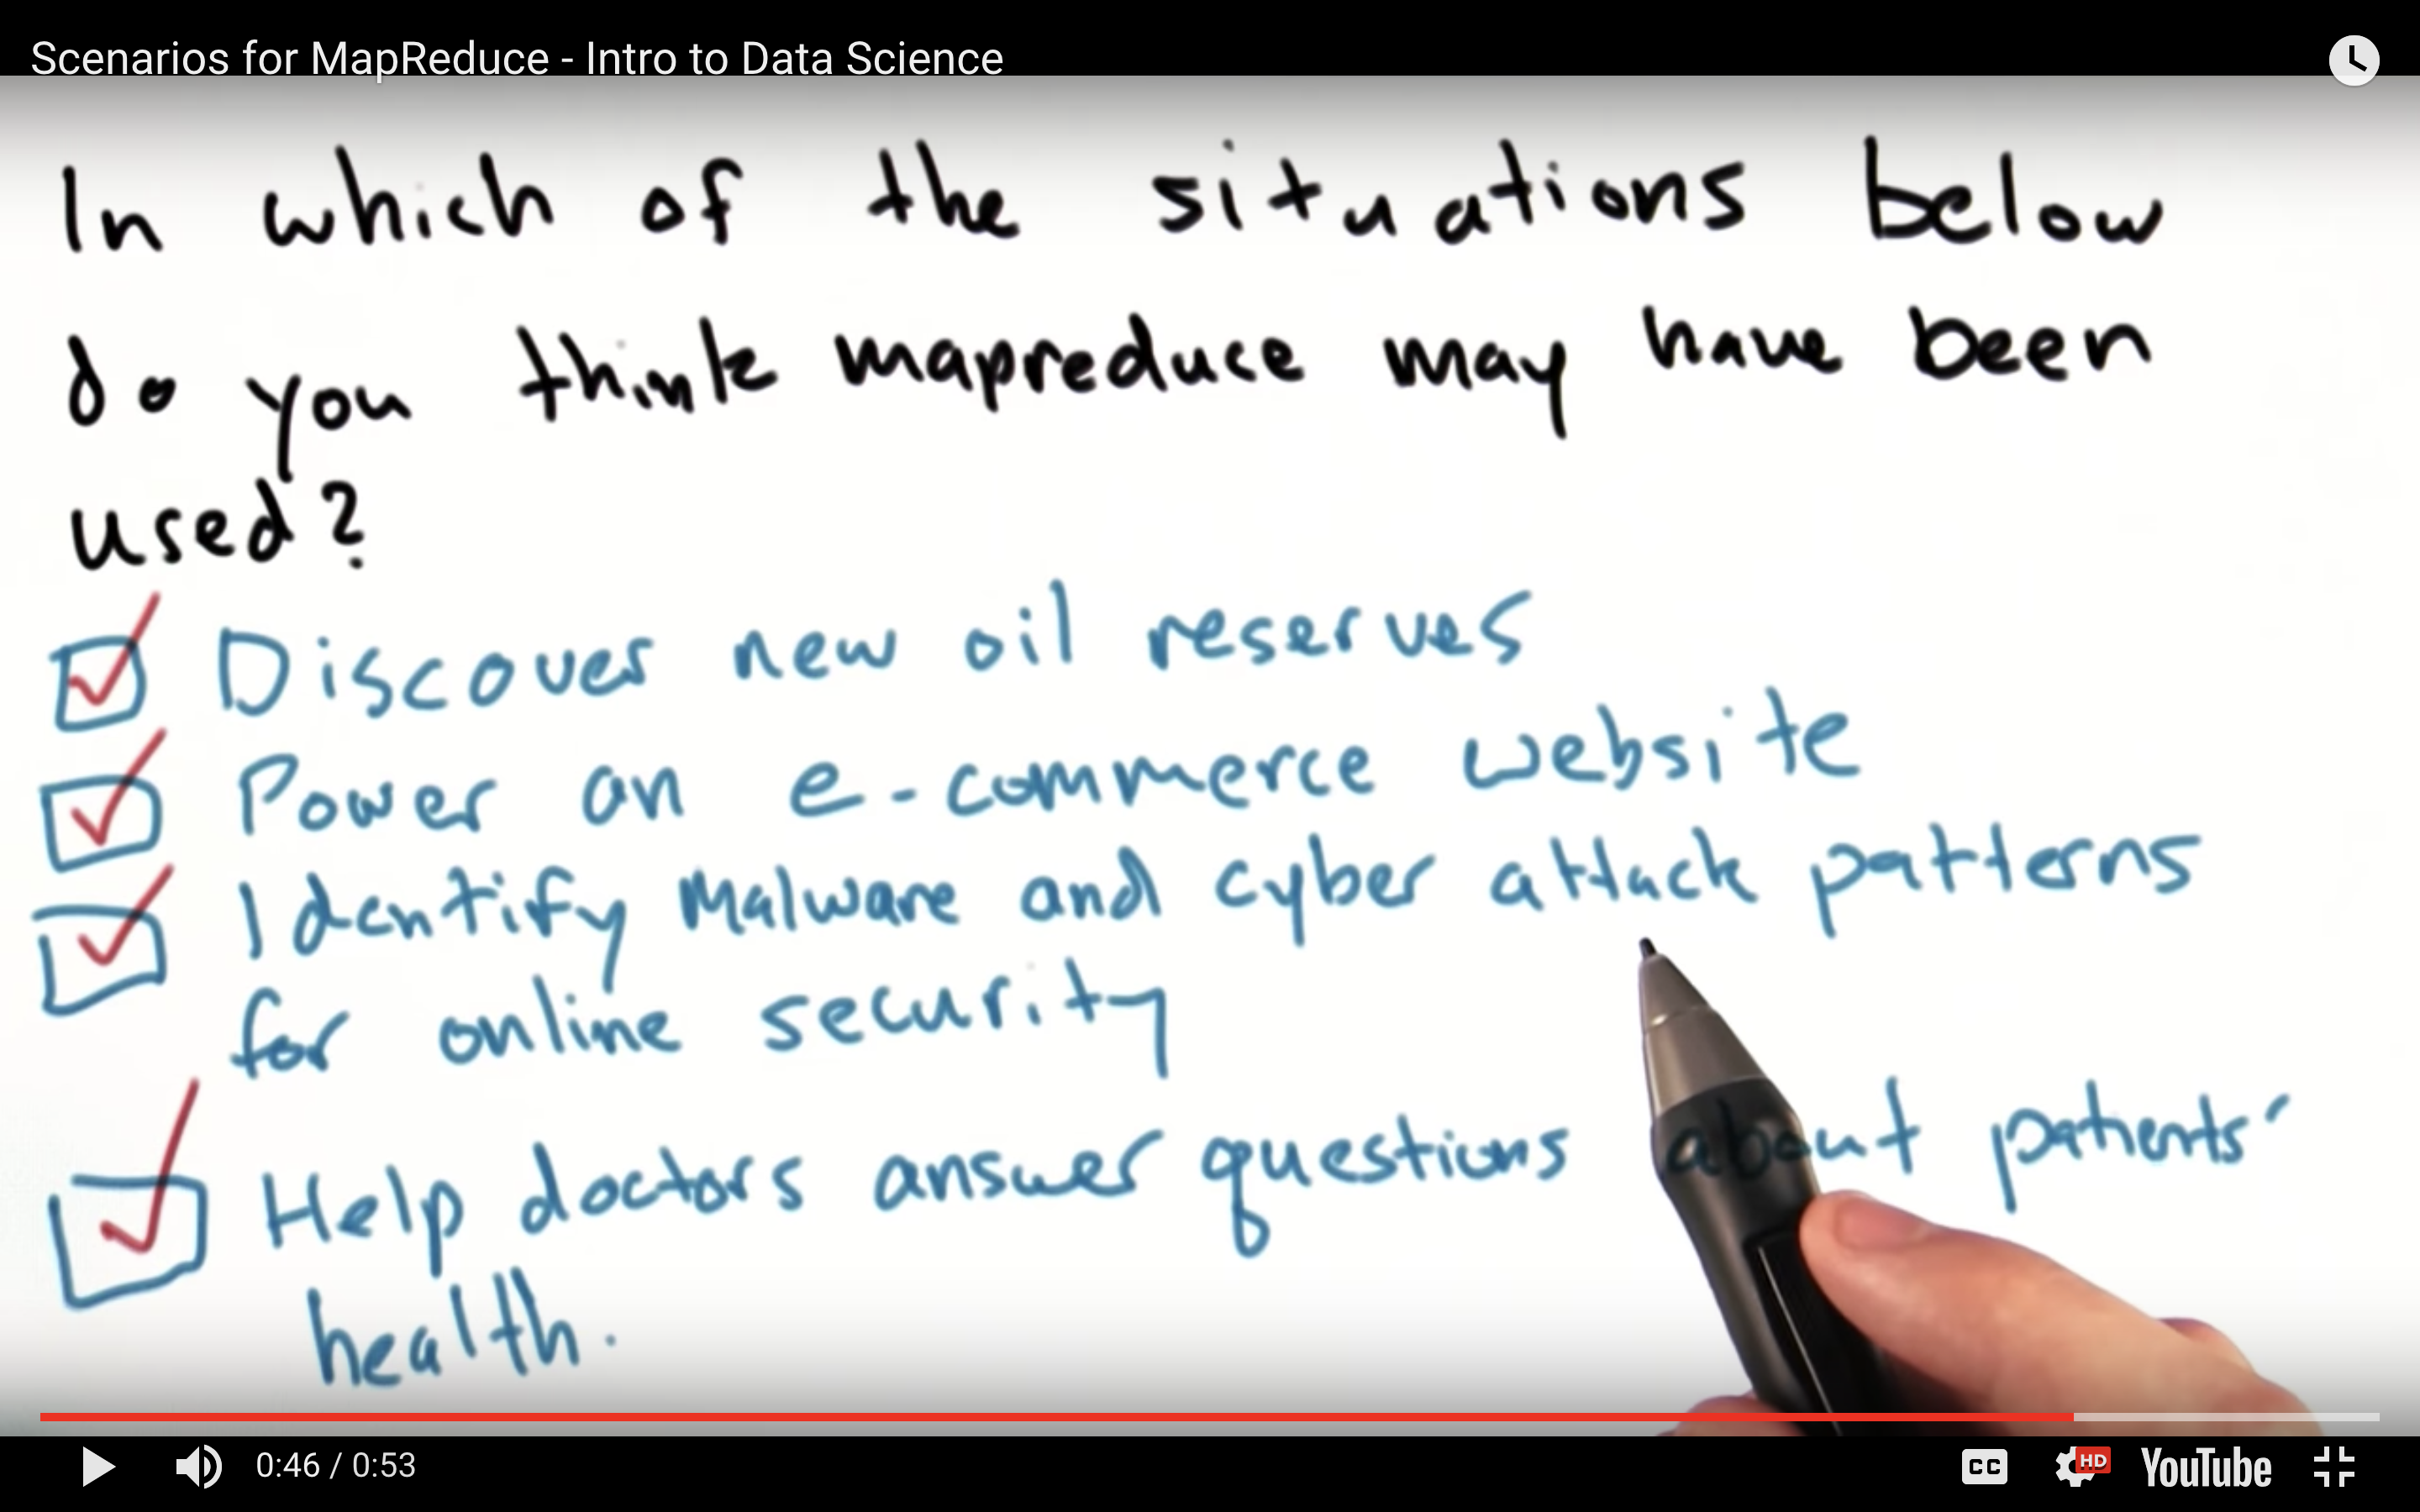 Scenarios for MapReduce - Intro to Data Science
In which of the situations below
do you think mapreduce may have been
used?
Discover new oil reserves
Power an e-commerce website
Identify Malware and cyber attack patterns
for online security
Help doctors answer questions about patients'
health.
0:46 / 0:53
CC
HD
YouTube